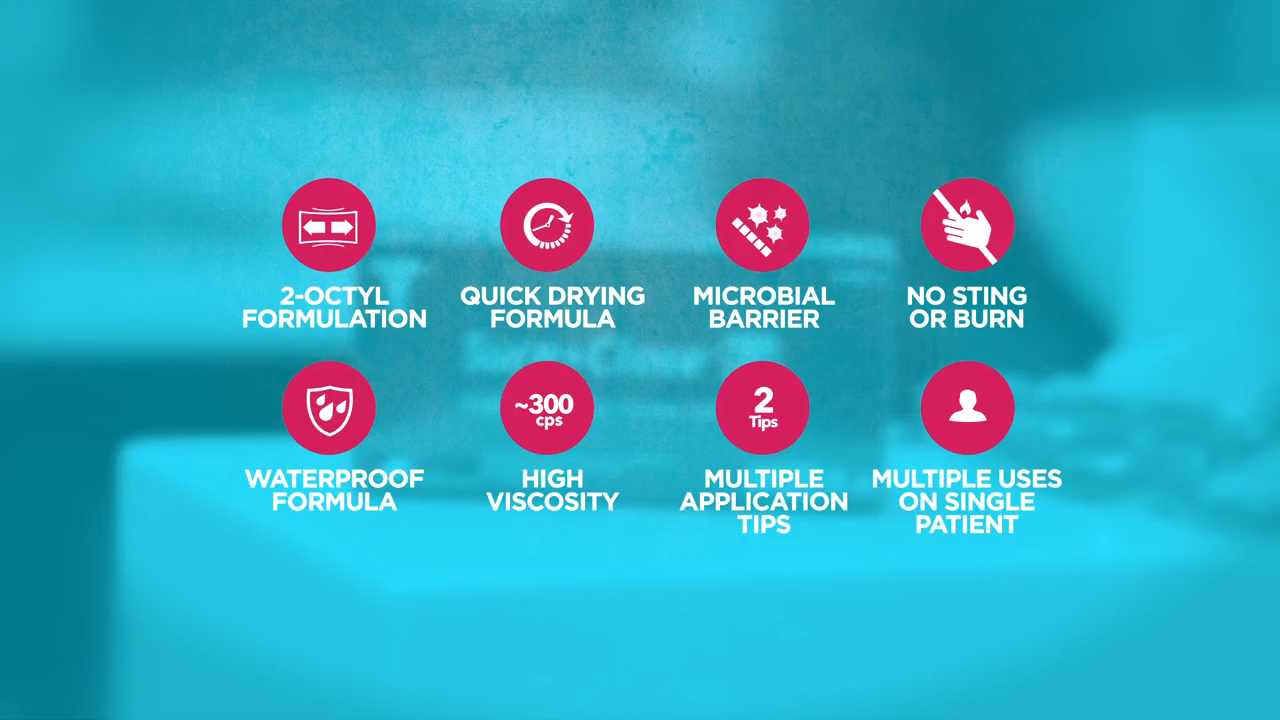 2-OCTYL
FORMULATION
QUICK DRYING
FORMULA
MICROBIAL
BARRIER
NO STING
OR BURN
WATERPROOF
FORMULA
~300
cps
HIGH
VISCOSITY
2
Tips
MULTIPLE
APPLICATION
TIPS
MULTIPLE USES
ON SINGLE
PATIENT